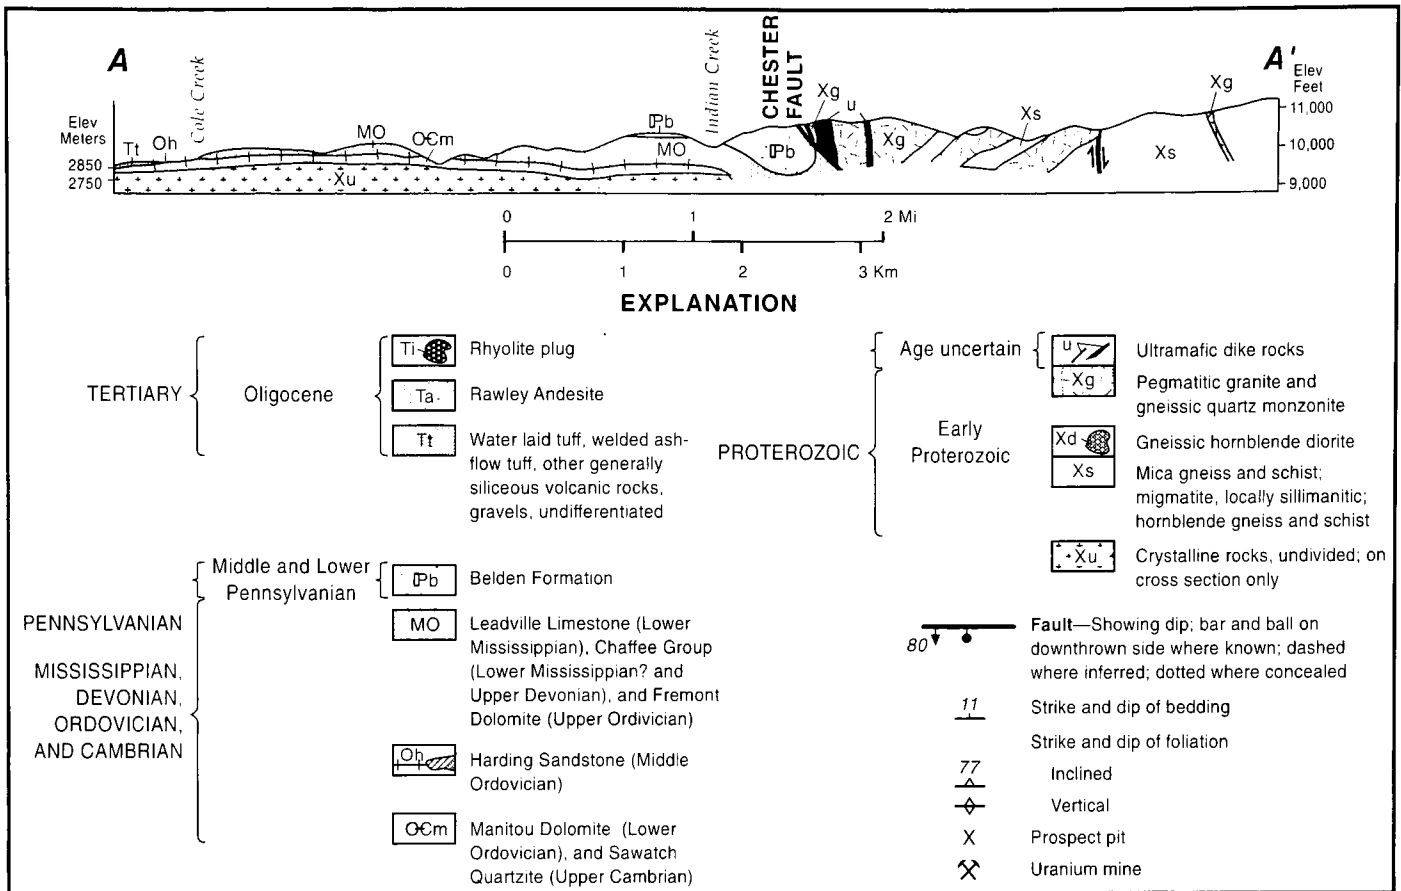 A
Cole Creek
Indian Creek
CHESTER
FAULT
A'
Elev
Feet
Xg
11,000
10,000
9,000
Elev
Meters
2850
2750
Tt
Oh
MO
O€m
ℙb
MO
Xu
ℙb
Xg
u
Xg
Xs
Xs
0 1 2 Mi
0 1 2 3 Km
EXPLANATION
TERTIARY
Oligocene
Ti
Rhyolite plug
Ta
Rawley Andesite
Tt
Water laid tuff, welded ash-
flow tuff, other generally
siliceous volcanic rocks,
gravels, undifferentiated
PENNSYLVANIAN
Middle and Lower
Pennsylvanian
ℙb
Belden Formation
MISSISSIPPIAN,
DEVONIAN,
ORDOVICIAN,
AND CAMBRIAN
MO
Leadville Limestone (Lower
Mississippian), Chaffee Group
(Lower Mississippian? and
Upper Devonian), and Fremont
Dolomite (Upper Ordivician)
Oh
Harding Sandstone (Middle
Ordovician)
O€m
Manitou Dolomite (Lower
Ordovician), and Sawatch
Quartzite (Upper Cambrian)
Age uncertain
u
Ultramafic dike rocks
PROTEROZOIC
Early
Proterozoic
Xg
Pegmatitic granite and
gneissic quartz monzonite
Xd
Gneissic hornblende diorite
Xs
Mica gneiss and schist;
migmatite, locally sillimanitic;
hornblende gneiss and schist
Xu
Crystalline rocks, undivided; on
cross section only
80
Fault—Showing dip; bar and ball on
downthrown side where known; dashed
where inferred; dotted where concealed
11
Strike and dip of bedding
Strike and dip of foliation
77
Inclined
Vertical
X
Prospect pit
Uranium mine